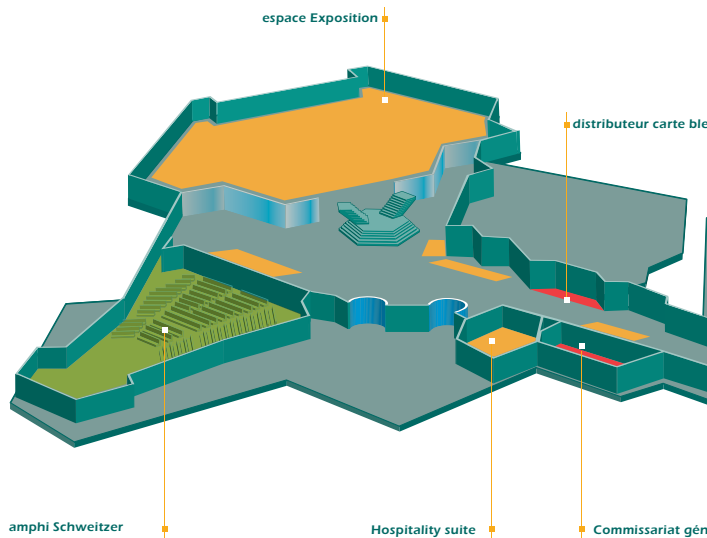 espace Exposition
distributeur carte ble
amphi Schweitzer
Hospitality suite
Commissariat gén